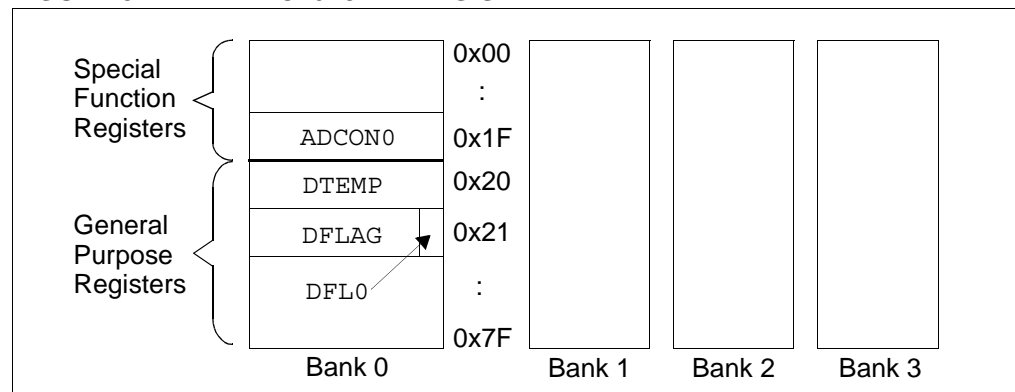 Special
Function
Registers
General
Purpose
Registers
ADCON0
DTEMP
DFLAG
DFL0
0x00
:
0x1F
0x20
0x21
:
0x7F
Bank 0
Bank 1
Bank 2
Bank 3